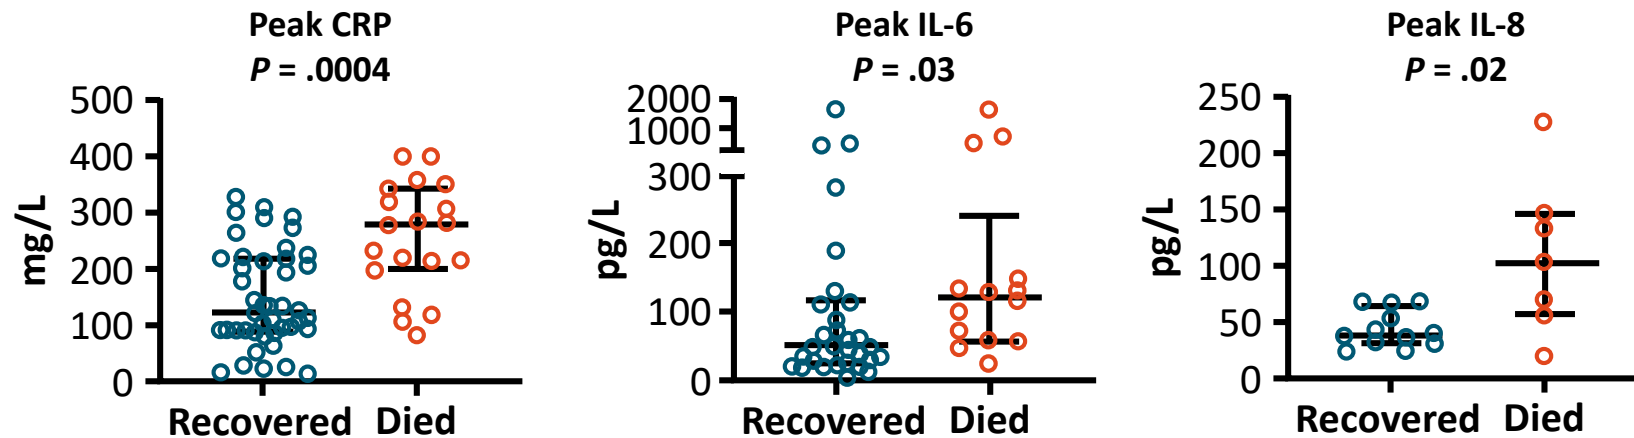 Peak CRP
P = .0004
mg/L
500
400
300
200
100
0
Recovered Died
Peak IL-6
P = .03
pg/L
2000
1000
300
200
100
0
Recovered Died
Peak IL-8
P = .02
pg/L
250
200
150
100
50
0
Recovered Died